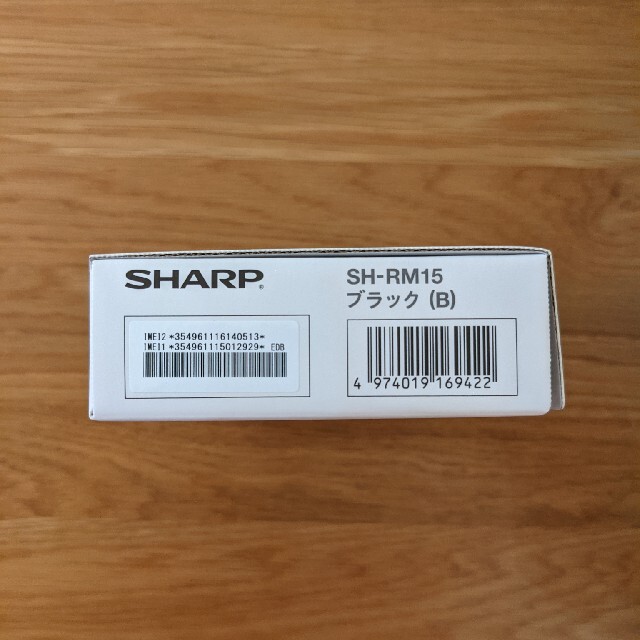 SHARP
SH-RM15
ブラック (B)
IMEI2 *354961116140513*
IMEI1 *354961115012929* EDB
4 974019 169422